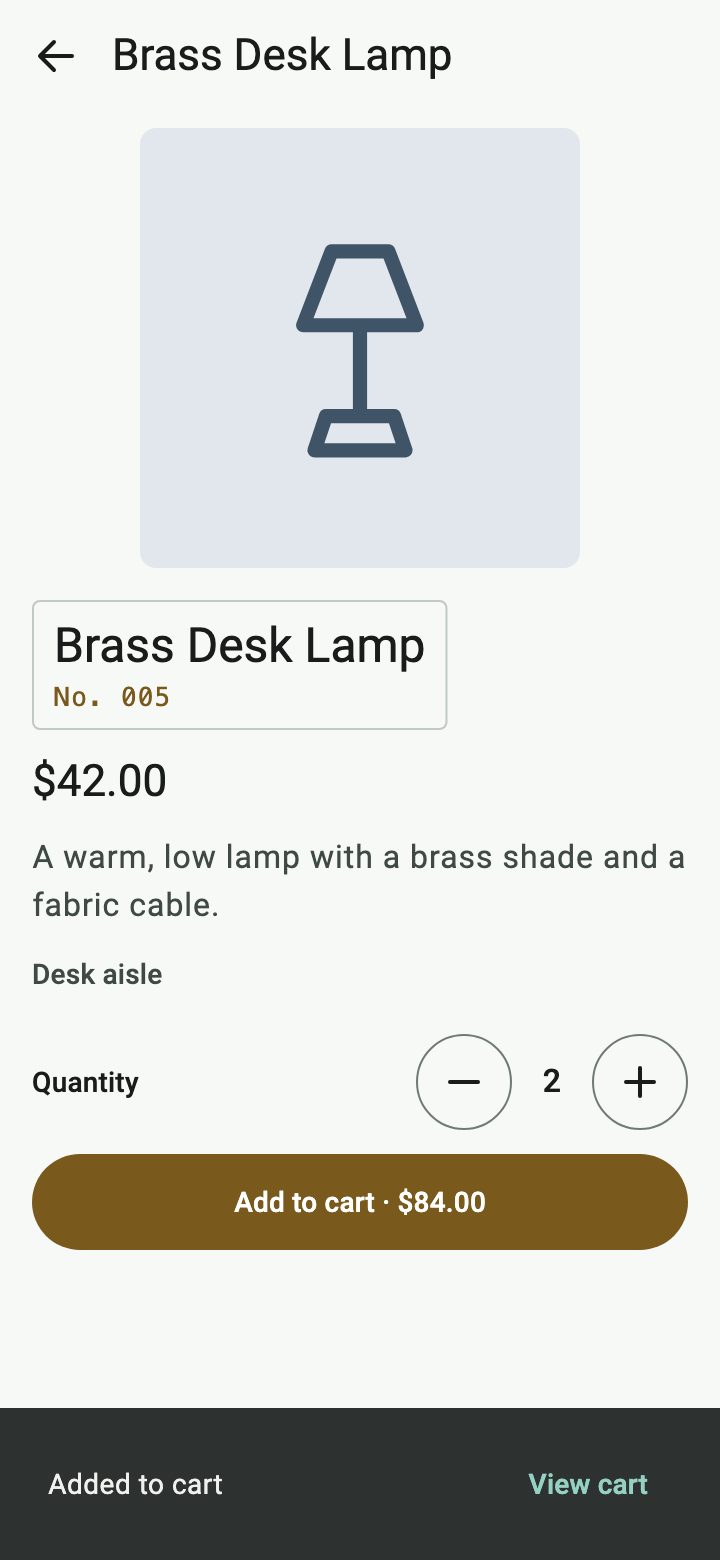 Brass Desk Lamp
Brass Desk Lamp
No. 005
$42.00
A warm, low lamp with a brass shade and a
fabric cable.
Desk aisle
Quantity
2
Add to cart · $84.00
Added to cart
View cart